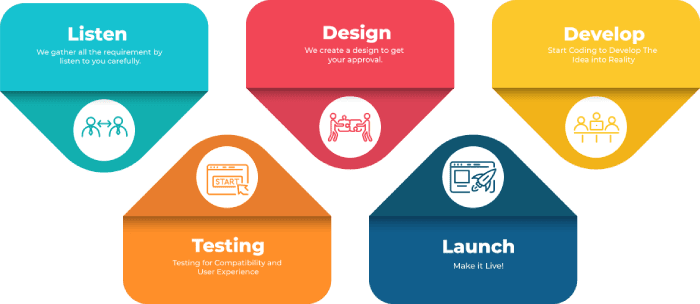 Listen
We gather all the requirement by
listen to you carefully.
Design
We create a design to get
your approval.
Develop
Start Coding to Develop The
Idea into Reality
START
Testing
Testing for Compatibility and
User Experience
Launch
Make it Live!